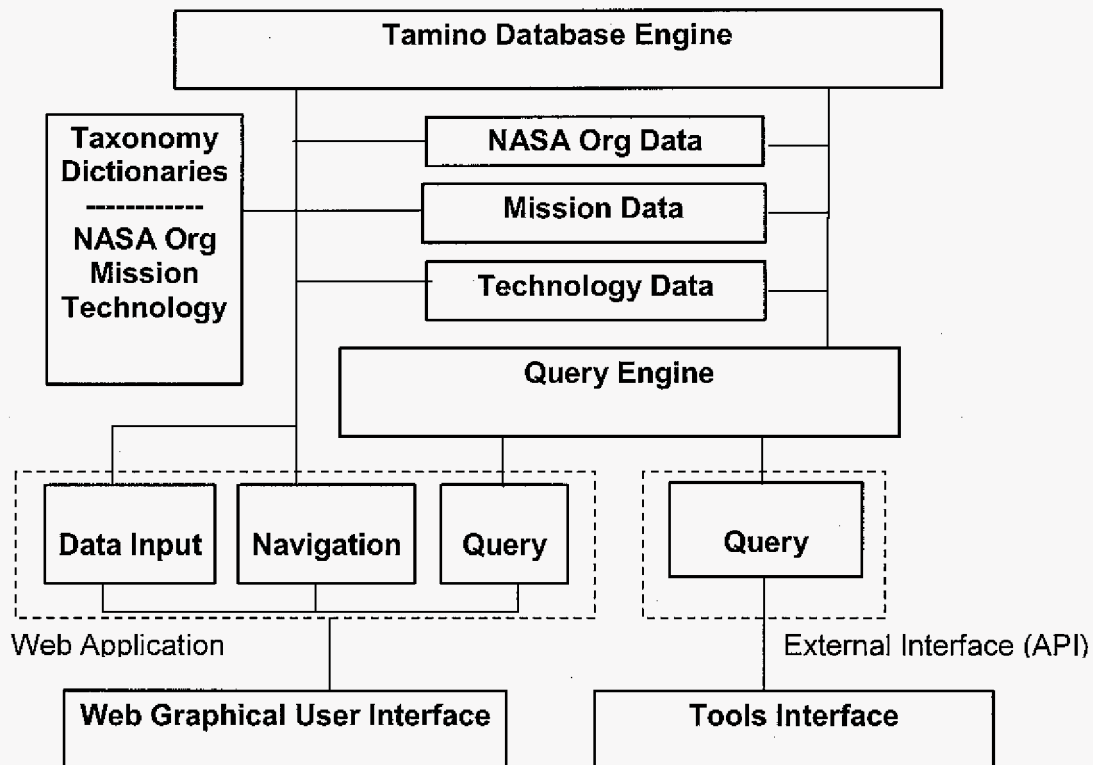 Tamino Database Engine
Taxonomy
Dictionaries
------------
NASA Org
Mission
Technology
NASA Org Data
Mission Data
Technology Data
Query Engine
Data Input
Navigation
Query
Query
Web Application
External Interface (API)
Web Graphical User Interface
Tools Interface